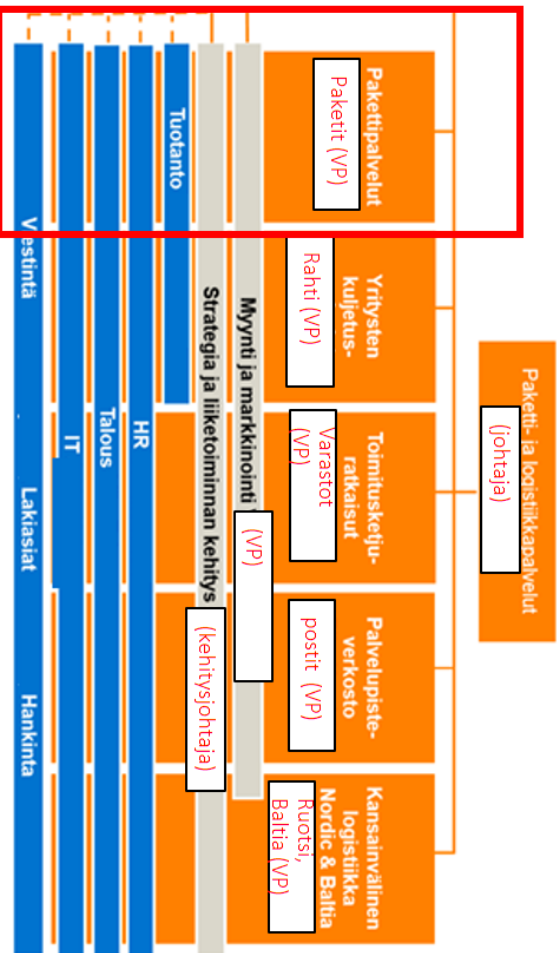 Paketti- ja logistiikkapalvelut
(johtaja)
Pakettipalvelut
Paketit (VP)
Yritysten
kuljetus-
Rahti (VP)
Toimitusketju-
ratkaisut
Varastot
(VP)
Palvelupiste-
verkosto
postit (VP)
Kansainvälinen
logistiikka
Nordic & Baltia
Ruotsi,
Baltia (VP)
Myynti ja markkinointi
(VP)
Strategia ja liiketoiminnan kehitys
(kehitysjohtaja)
Tuotanto
HR
Talous
IT
Viestintä
Lakiasiat
Hankinta